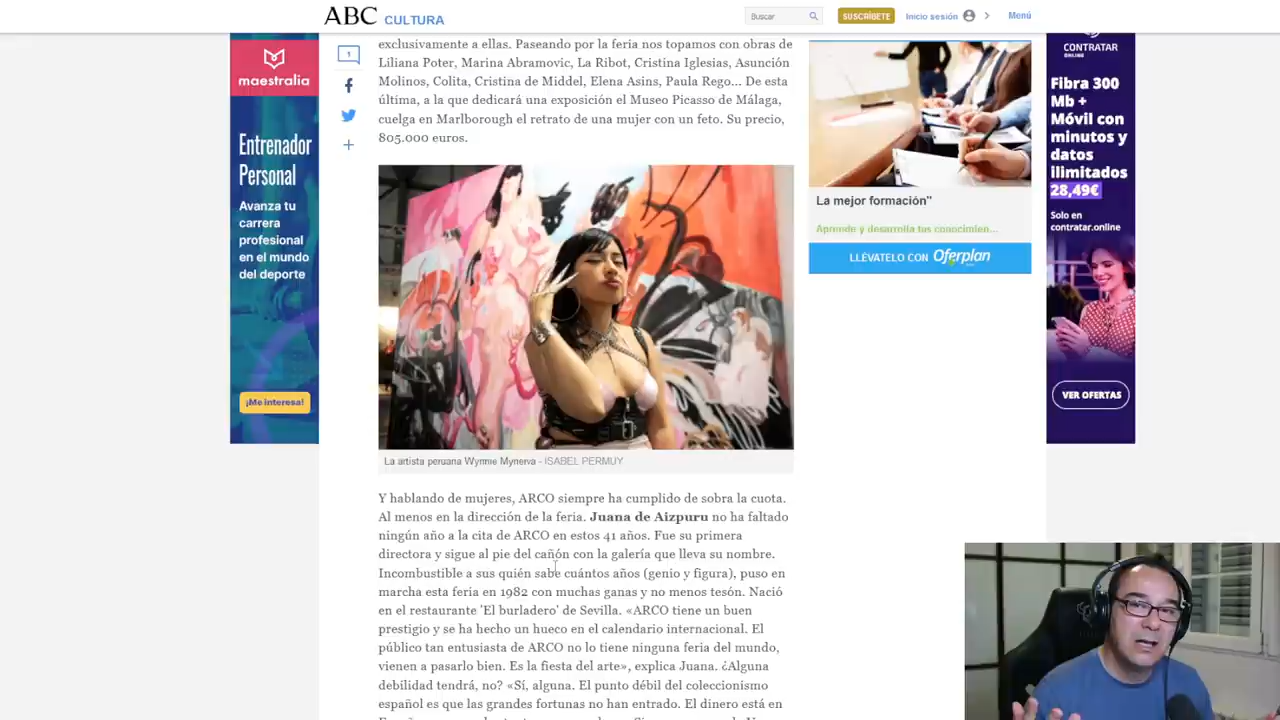 ABC CULTURA
Buscar
SUSCRÍBETE
Inicio sesión
Menú
maestralia
Entrenador
Personal
Avanza tu
carrera
profesional
en el mundo
del deporte
¡Me interesa!
1
exclusivamente a ellas. Paseando por la feria nos topamos con obras de
Liliana Poter, Marina Abramovic, La Ribot, Cristina Iglesias, Asunción
Molinos, Colita, Cristina de Middel, Elena Asins, Paula Rego... De esta
última, a la que dedicará una exposición el Museo Picasso de Málaga,
cuelga en Marlborough el retrato de una mujer con un feto. Su precio,
805.000 euros.
La artista peruana Wynnie Mynerva - ISABEL PERMUY
Y hablando de mujeres, ARCO siempre ha cumplido de sobra la cuota.
Al menos en la dirección de la feria. Juana de Aizpuru no ha faltado
ningún año a la cita de ARCO en estos 41 años. Fue su primera
directora y sigue al pie del cañón con la galería que lleva su nombre.
Incombustible a sus quién sabe cuántos años (genio y figura), puso en
marcha esta feria en 1982 con muchas ganas y no menos tesón. Nació
en el restaurante 'El burladero' de Sevilla. «ARCO tiene un buen
prestigio y se ha hecho un hueco en el calendario internacional. El
público tan entusiasta de ARCO no lo tiene ninguna feria del mundo,
vienen a pasarlo bien. Es la fiesta del arte», explica Juana. ¿Alguna
debilidad tendrá, no? «Sí, alguna. El punto débil del coleccionismo
español es que las grandes fortunas no han entrado. El dinero está en
La mejor formación"
Aprende y desarrolla tus conocimien...
LLÉVATELO CON Oferplan
CONTRATAR
ONLINE
Fibra 300
Mb +
Móvil con
minutos y
datos
ilimitados
28,49€
Solo en
contratar.online
VER OFERTAS